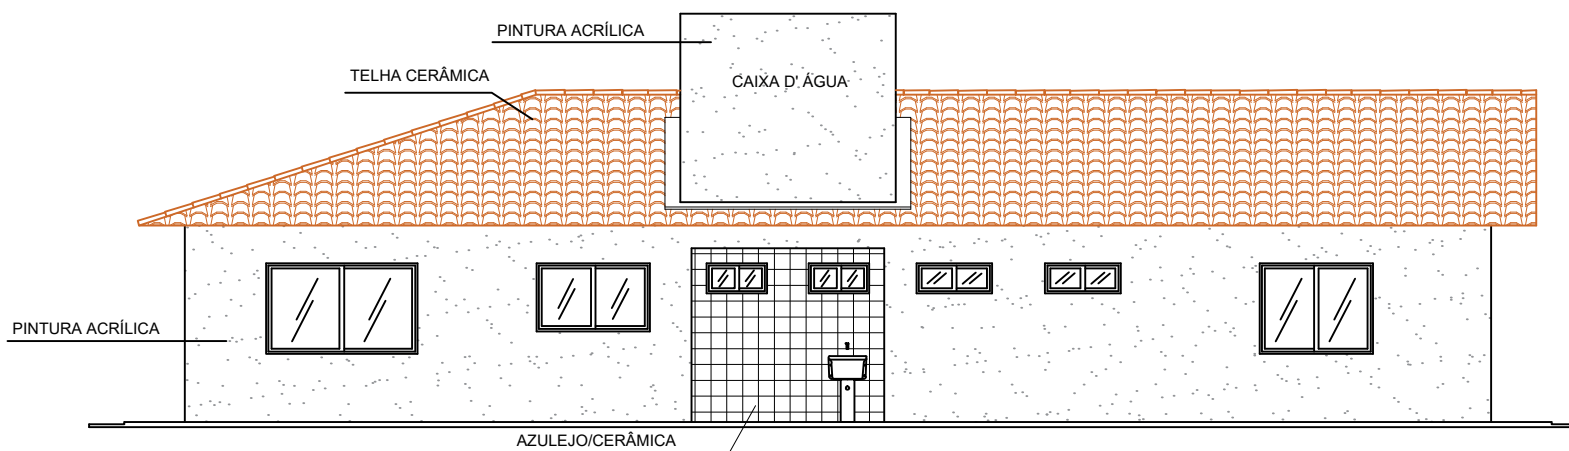 PINTURA ACRÍLICA
TELHA CERÂMICA
CAIXA D' ÁGUA
PINTURA ACRÍLICA
AZULEJO/CERÂMICA